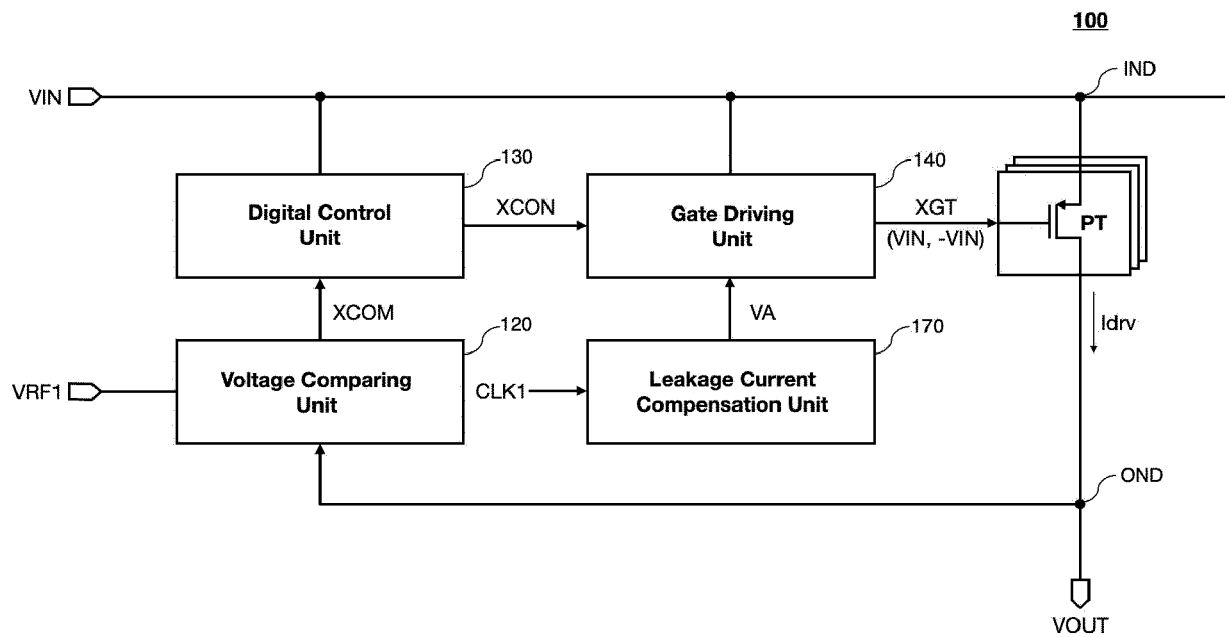 100
IND
VIN
130
140
Digital Control
Unit
XCON
Gate Driving
Unit
XGT
(VIN, -VIN)
PT
XCOM
120
VA
170
Idrv
VRF1
Voltage Comparing
Unit
CLK1
Leakage Current
Compensation Unit
OND
VOUT